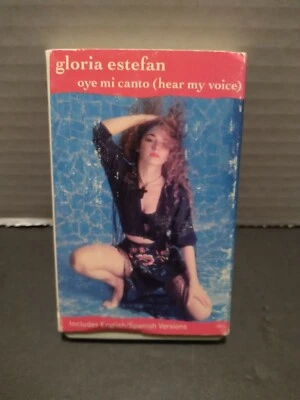 gloria estefan
oye mi canto (hear my voice)
Includes English/Spanish Versions